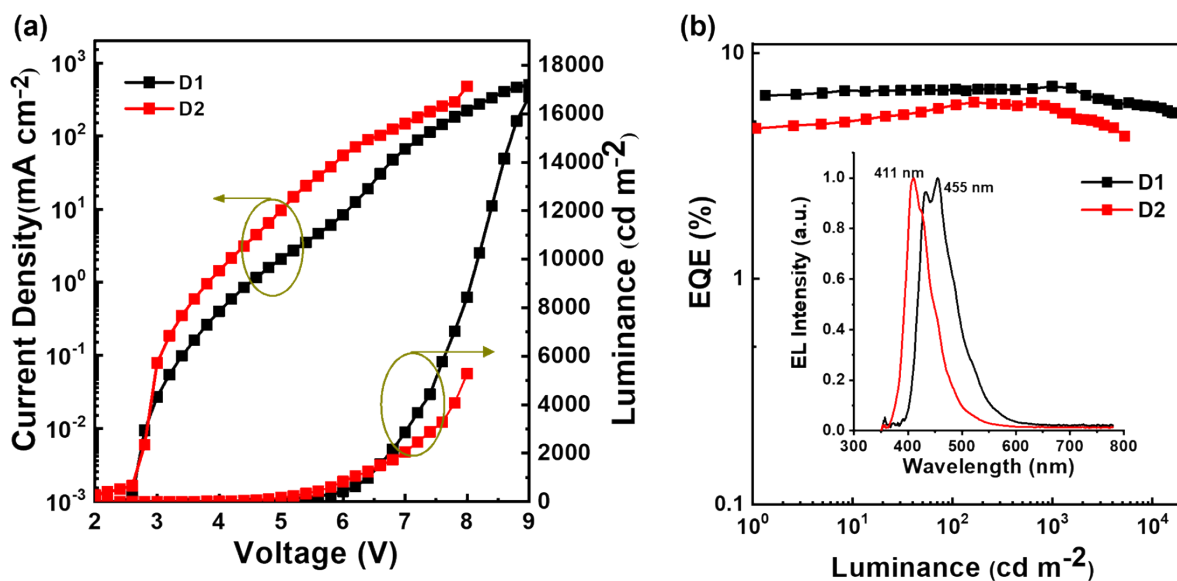 (a)
Current Density(mA cm-2)
10³
10²
10¹
10⁰
10⁻¹
10⁻²
10⁻³
D1
D2
18000
16000
14000
12000
10000
8000
6000
4000
2000
0
Luminance (cd m-2)
2 3 4 5 6 7 8 9
Voltage (V)
(b)
EQE (%)
10
1
0.1
D1
D2
411 nm
455 nm
EL Intensity (a.u.)
1.0
0.8
0.6
0.4
0.2
0.0
300 400 500 600 700 800
Wavelength (nm)
10⁰ 10¹ 10² 10³ 10⁴
Luminance (cd m-2)